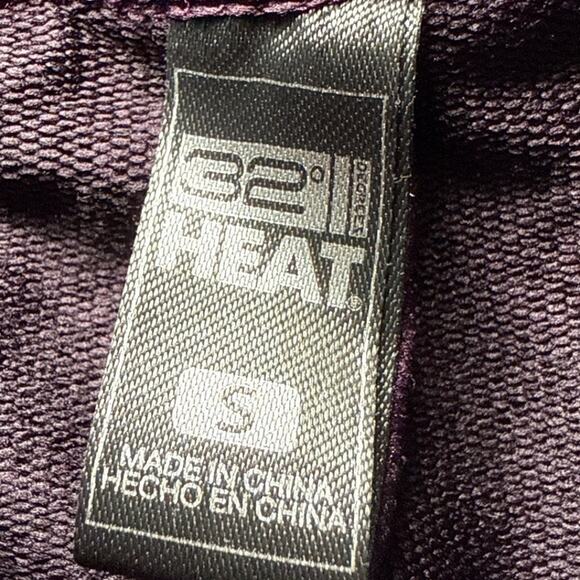 32°
DEGREES
HEAT®
S
MADE IN CHINA
HECHO EN CHINA